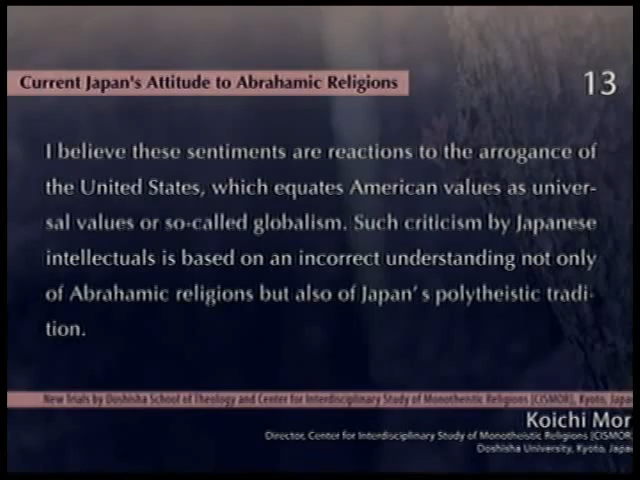 Current Japan's Attitude to Abrahamic Religions
13
I believe these sentiments are reactions to the arrogance of
the United States, which equates American values as univer-
sal values or so-called globalism. Such criticism by Japanese
intellectuals is based on an incorrect understanding not only
of Abrahamic religions but also of Japan's polytheistic tradi-
tion.
New Trials by Doshisha School of Theology and Center for Interdisciplinary Study of Monotheistic Religions [CISMOR], Kyoto, Japa
Koichi Mor
Director, Center for Interdisciplinary Study of Monotheistic Religions [CISMOR
Doshisha University, Kyoto, Japa